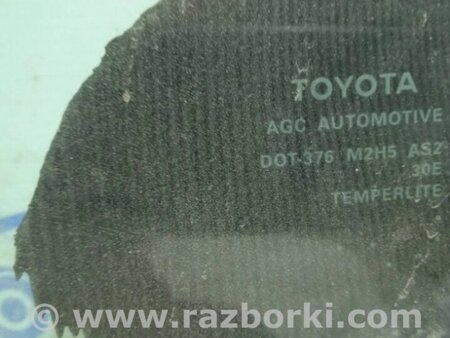 TOYOTA
AGC AUTOMOTIVE
DOT-376 M2H5 AS2
30E
TEMPERLITE
www.razborki.com